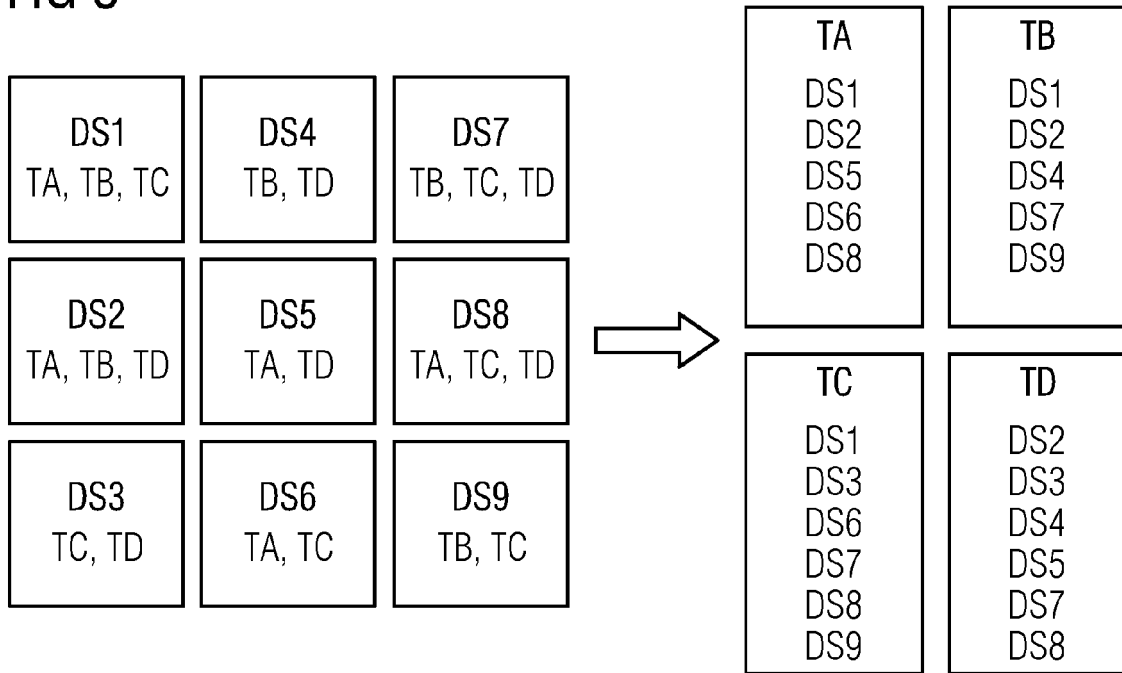 DS1
TA, TB, TC
DS4
TB, TD
DS7
TB, TC, TD
DS2
TA, TB, TD
DS5
TA, TD
DS8
TA, TC, TD
DS3
TC, TD
DS6
TA, TC
DS9
TB, TC
TA
DS1
DS2
DS5
DS6
DS8
TB
DS1
DS2
DS4
DS7
DS9
TC
DS1
DS3
DS6
DS7
DS8
DS9
TD
DS2
DS3
DS4
DS5
DS7
DS8